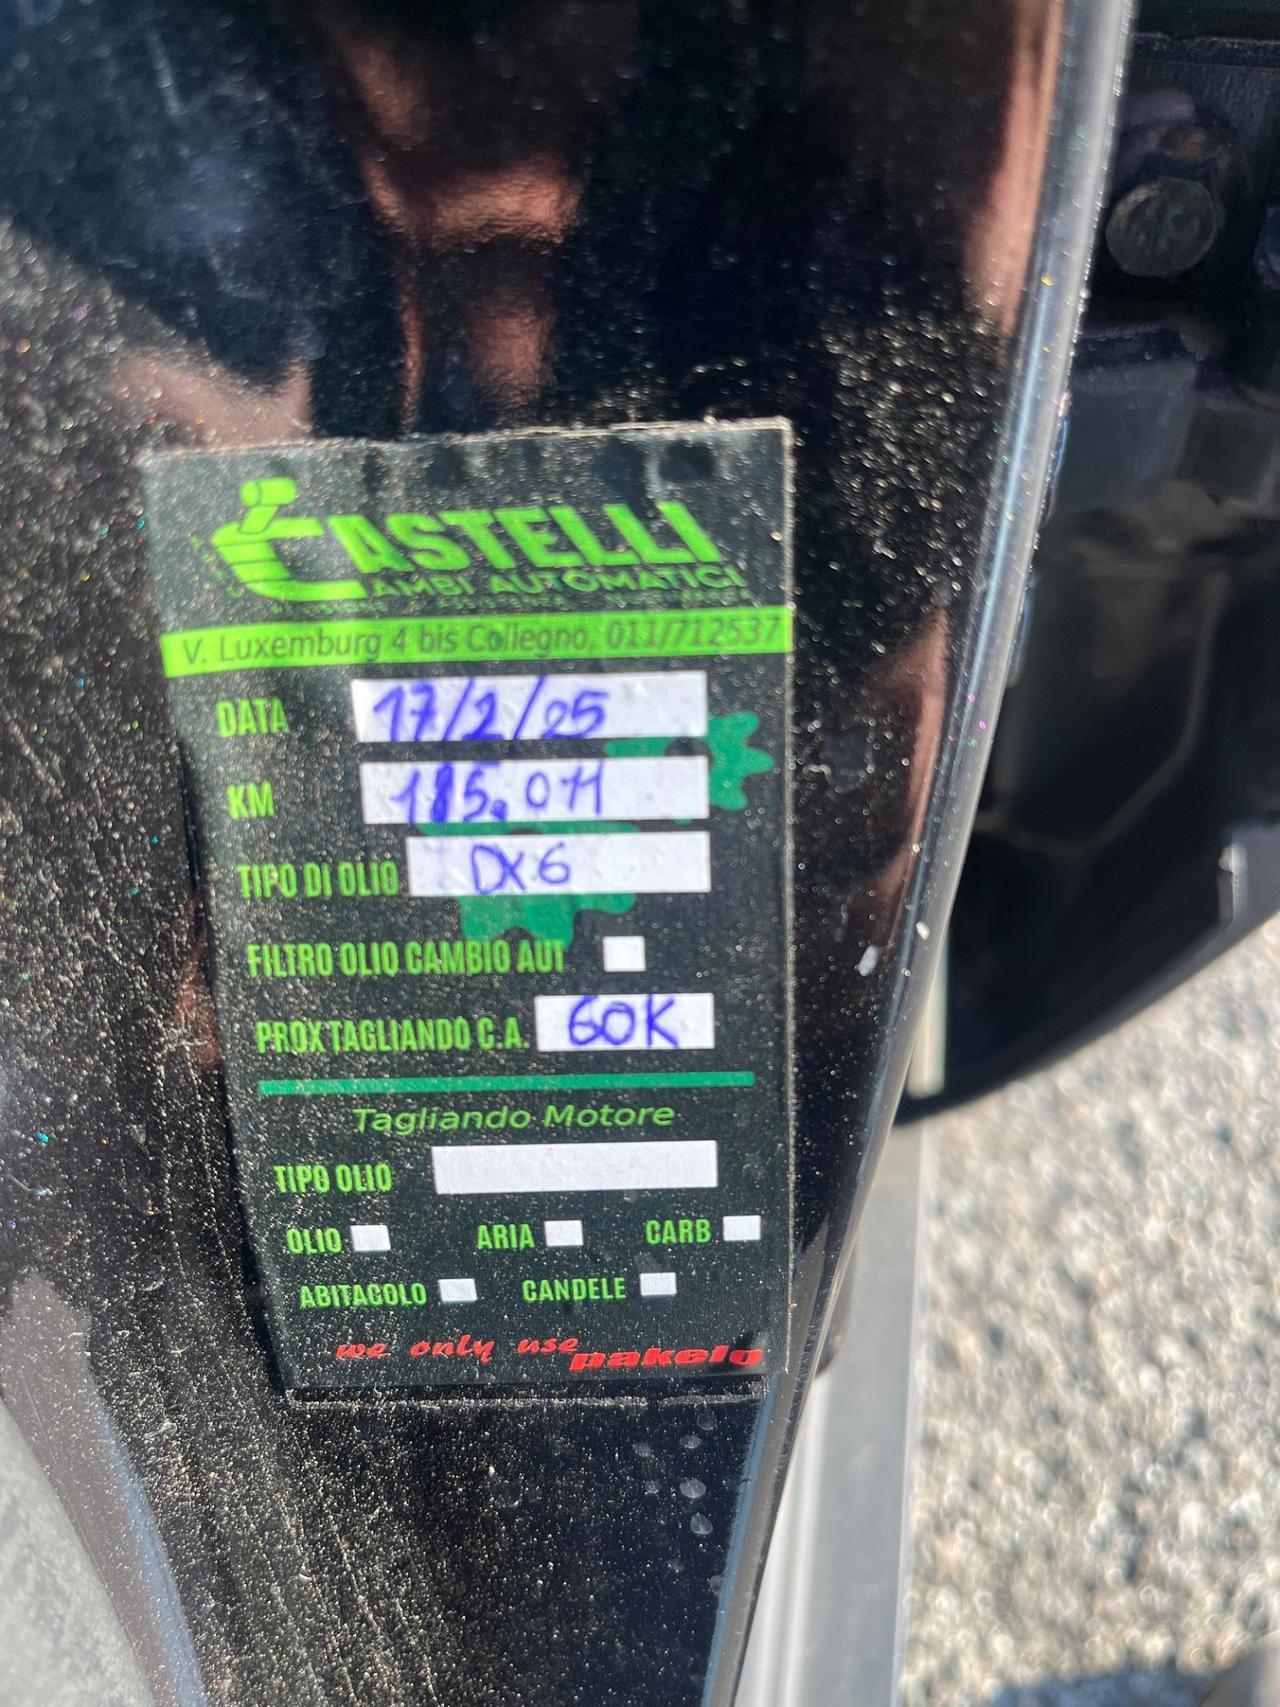 CASTELLI
CAMBI AUTOMATICI
V. Luxemburg 4 bis Collegno, 011/712537
DATA 17/2/25
KM 185.011
TIPO DI OLIO DX.6
FILTRO OLIO CAMBIO AUT
PROX TAGLIANDO C.A. 60K
Tagliando Motore
TIPO OLIO
OLIO ARIA CARB
ABITACOLO CANDELE
we only use pakelo